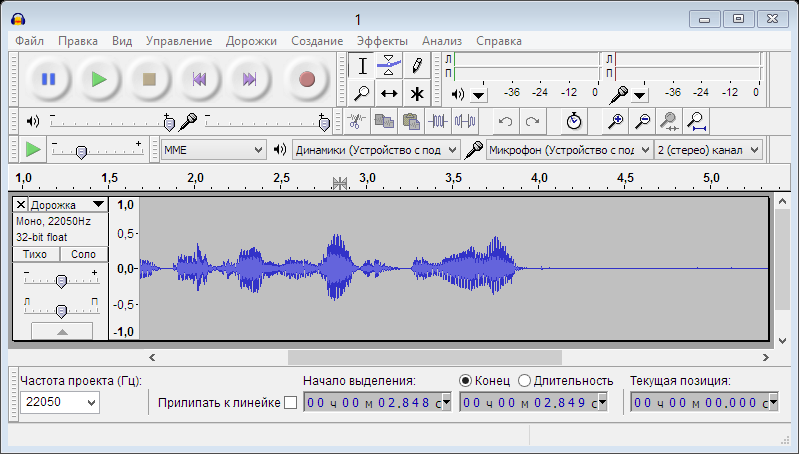 1
Файл Правка Вид Управление Дорожки Создание Эффекты Анализ Справка
Л
П
-36 -24 -12 0
Л
П
-36 -24 -12 0
MME
Динамики (Устройство с под
Микрофон (Устройство с под
2 (стерео) канал
1,0 1,5 2,0 2,5 3,0 3,5 4,0 4,5 5,0
Дорожка
Моно, 22050Hz
32-bit float
Тихо Соло
- +
Л П
1,0
0,5
0,0
-0,5
-1,0
Частота проекта (Гц):
22050
Прилипать к линейке
Начало выделения:
00 ч 00 м 02.848 с
Конец Длительность
00 ч 00 м 02.849 с
Текущая позиция:
00 ч 00 м 00.000 с